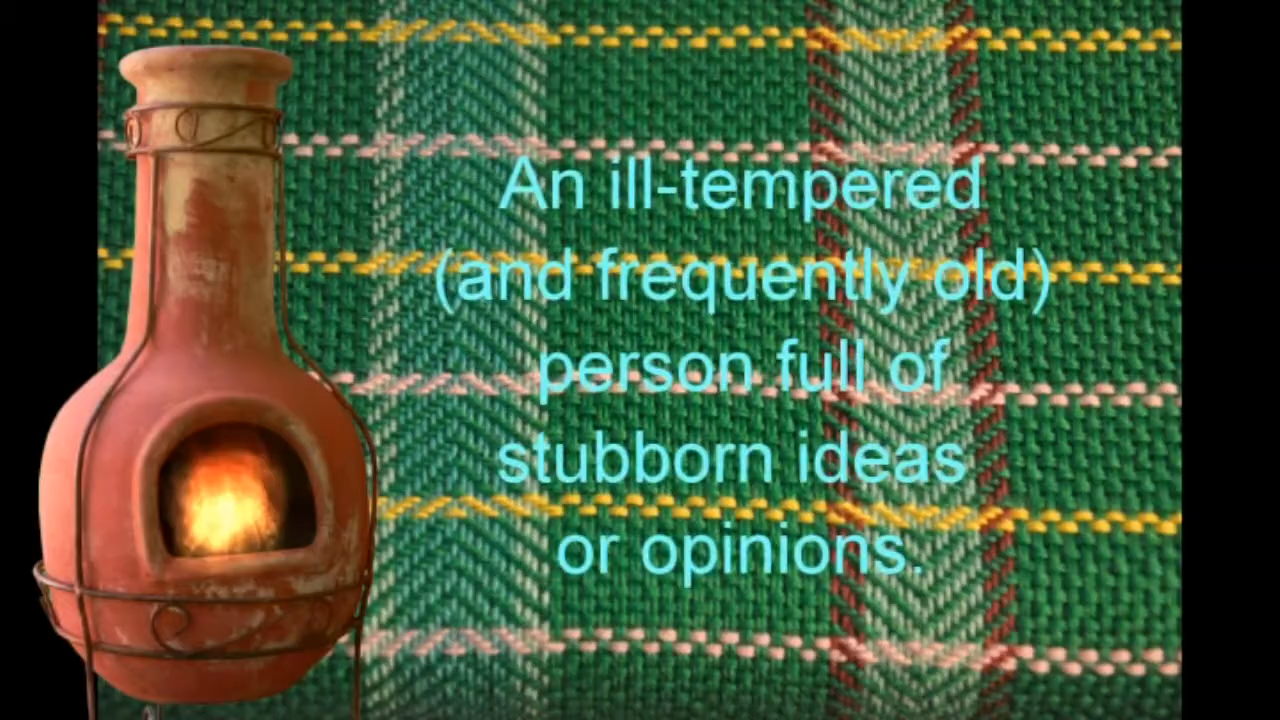 An ill-tempered
(and frequently old)
person full of
stubborn ideas
or opinions.